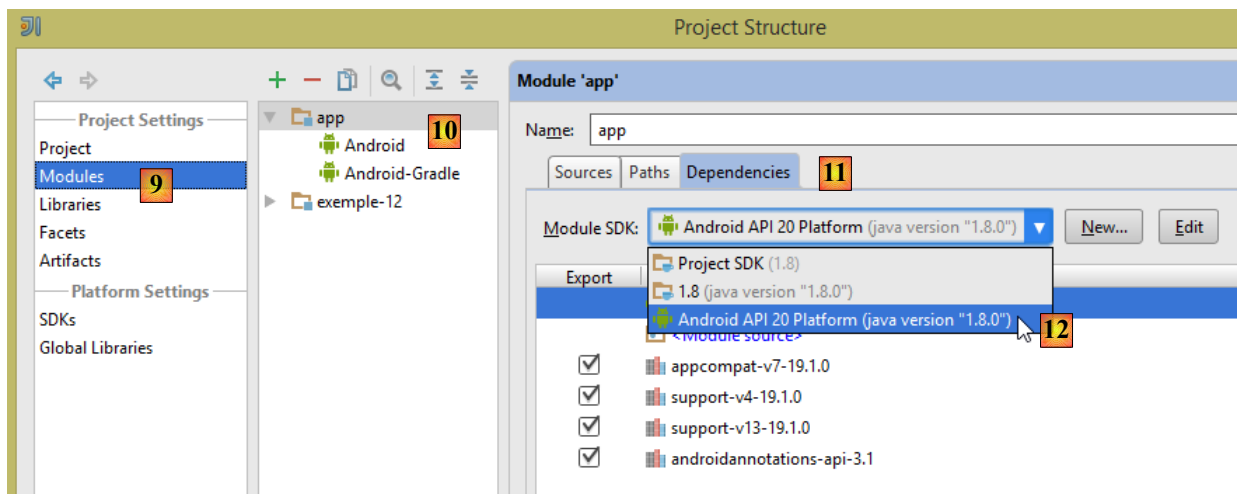 Project Structure
Project Settings
Project
Modules
9
Libraries
Facets
Artifacts
Platform Settings
SDKs
Global Libraries
app
10
Android
Android-Gradle
exemple-12
Module 'app'
Name: app
Sources Paths Dependencies 11
Module SDK: Android API 20 Platform (java version "1.8.0") New... Edit
Project SDK (1.8)
1.8 (java version "1.8.0")
Android API 20 Platform (java version "1.8.0") 12
Export
<Module source>
appcompat-v7-19.1.0
support-v4-19.1.0
support-v13-19.1.0
androidannotations-api-3.1